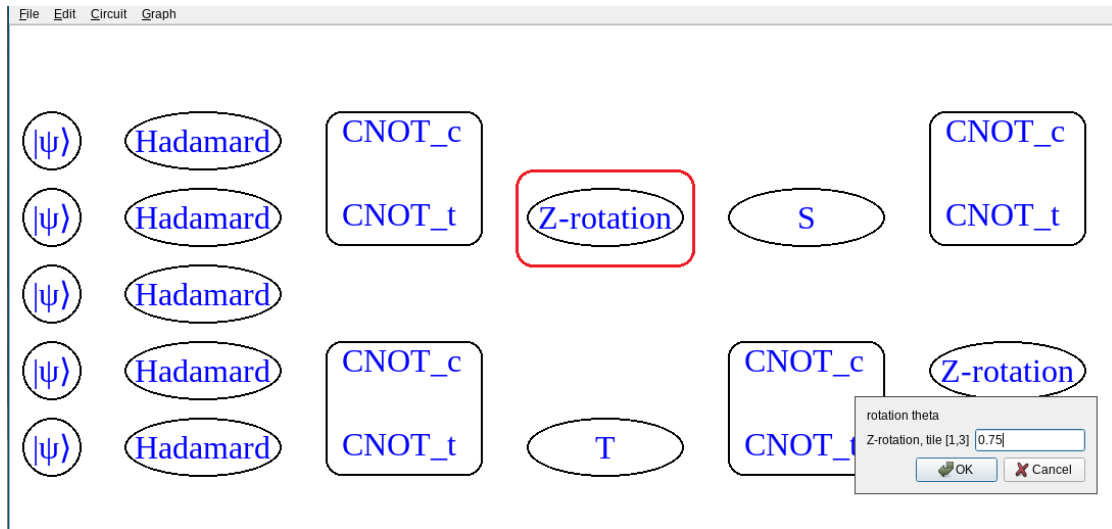 File Edit Circuit Graph
|ψ⟩ Hadamard CNOT_c CNOT_c
|ψ⟩ Hadamard CNOT_t Z-rotation S CNOT_t
|ψ⟩ Hadamard
|ψ⟩ Hadamard CNOT_c CNOT_c Z-rotation
rotation theta
Z-rotation, tile [1,3] 0.75
|ψ⟩ Hadamard CNOT_t T CNOT_t
OK Cancel